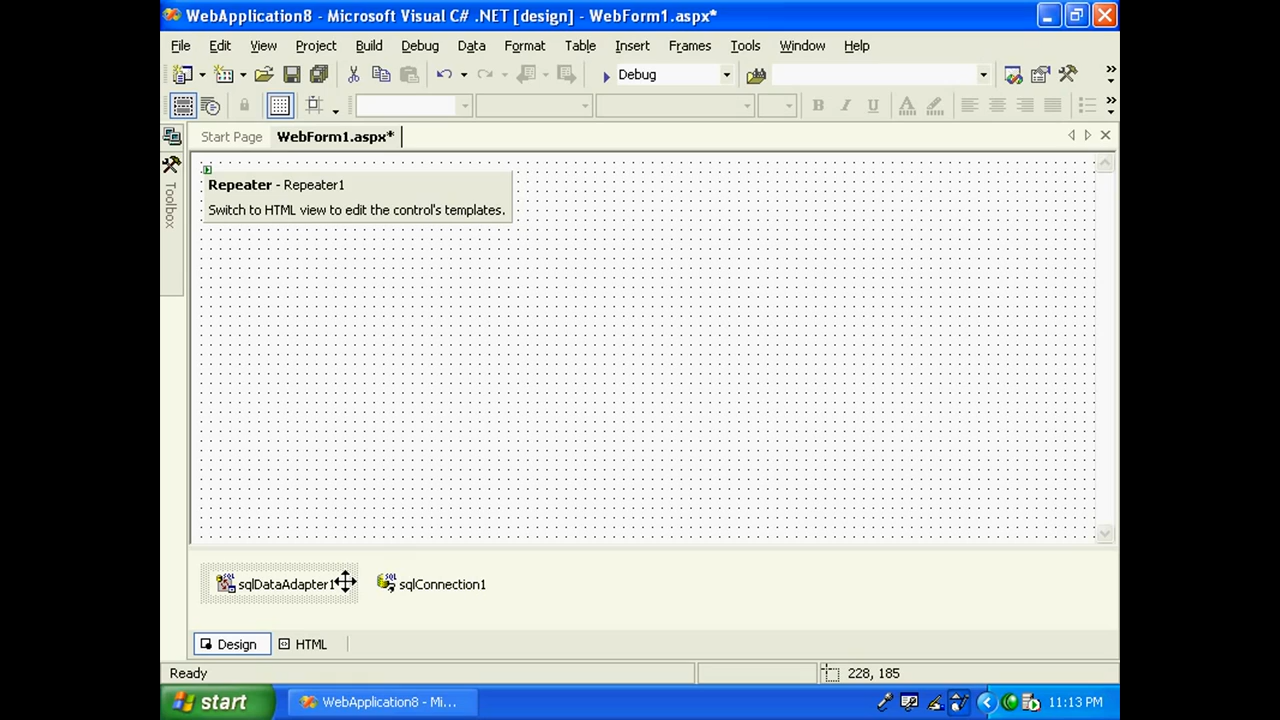 WebApplication8 - Microsoft Visual C# .NET [design] - WebForm1.aspx*
File Edit View Project Build Debug Data Format Table Insert Frames Tools Window Help
Debug
B I U A
Start Page WebForm1.aspx*
Toolbox
Repeater - Repeater1
Switch to HTML view to edit the control's templates.
sqlDataAdapter1 sqlConnection1
Design HTML
Ready 228, 185
start WebApplication8 - Mi... 11:13 PM